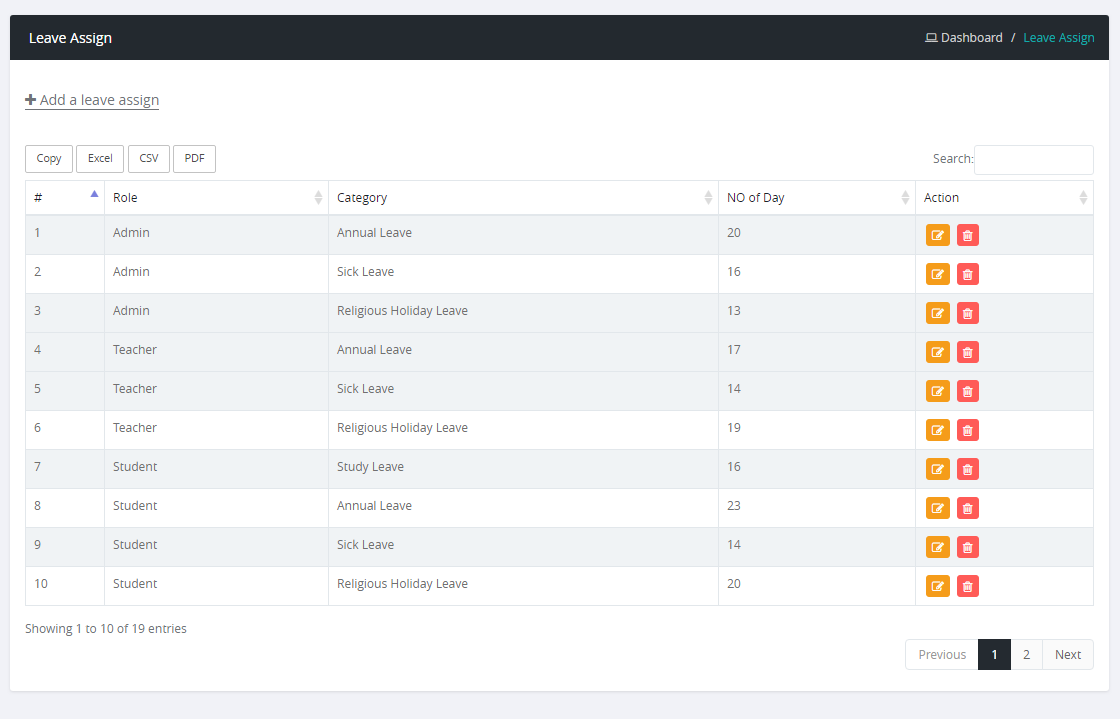 Leave Assign
Dashboard / Leave Assign
Add a leave assign
Copy Excel CSV PDF Search:
# Role Category NO of Day Action
1 Admin Annual Leave 20
2 Admin Sick Leave 16
3 Admin Religious Holiday Leave 13
4 Teacher Annual Leave 17
5 Teacher Sick Leave 14
6 Teacher Religious Holiday Leave 19
7 Student Study Leave 16
8 Student Annual Leave 23
9 Student Sick Leave 14
10 Student Religious Holiday Leave 20
Showing 1 to 10 of 19 entries
Previous 1 2 Next